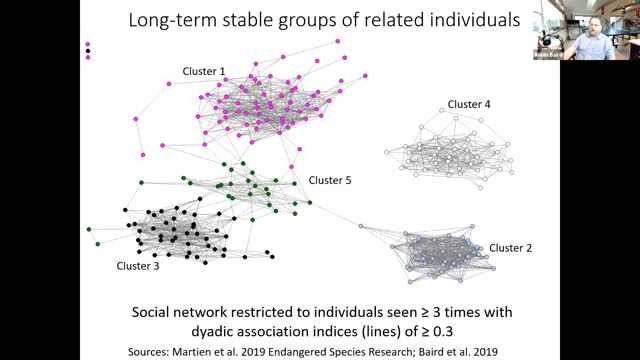 Long-term stable groups of related individuals
Robin Baird
Cluster 1
Cluster 4
Cluster 5
Cluster 2
Cluster 3
Social network restricted to individuals seen ≥ 3 times with
dyadic association indices (lines) of ≥ 0.3
Sources: Martien et al. 2019 Endangered Species Research; Baird et al. 2019